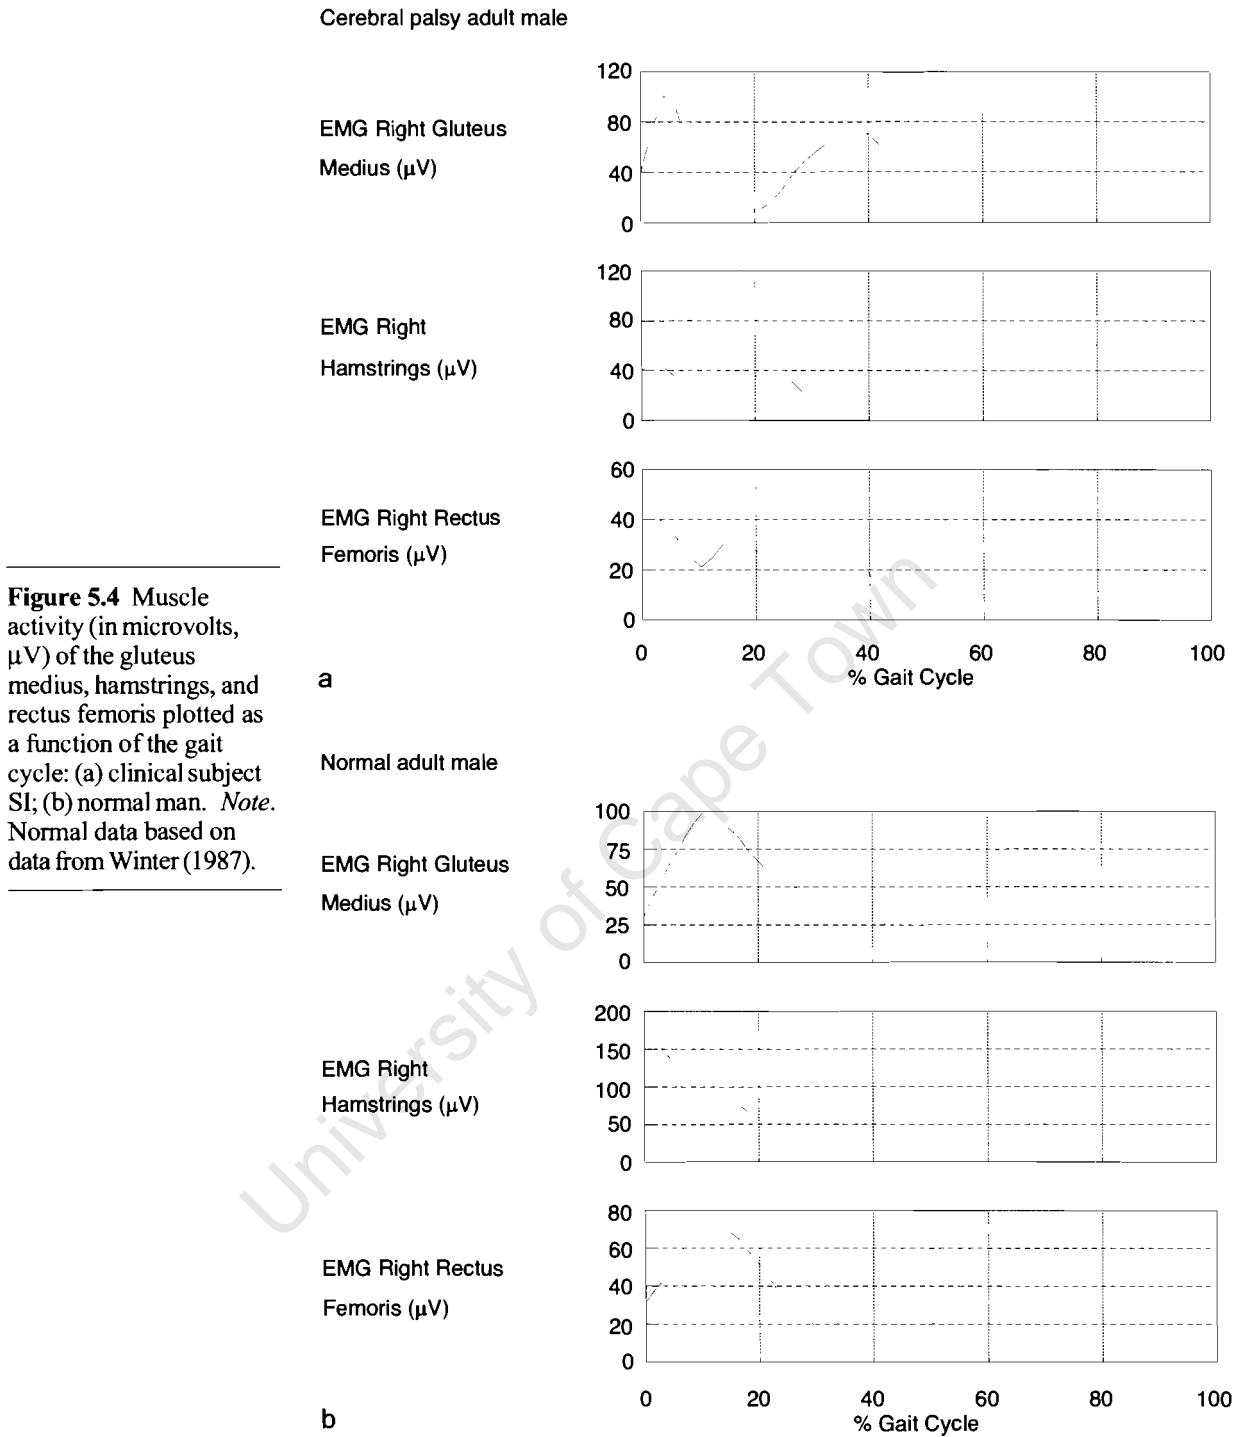 Cerebral palsy adult male
EMG Right Gluteus
Medius (µV)
120
80
40
0
EMG Right
Hamstrings (µV)
120
80
40
0
EMG Right Rectus
Femoris (µV)
60
40
20
0
0 20 40 60 80 100
% Gait Cycle
a
Figure 5.4 Muscle
activity (in microvolts,
µV) of the gluteus
medius, hamstrings, and
rectus femoris plotted as
a function of the gait
cycle: (a) clinical subject
SI; (b) normal man. Note.
Normal data based on
data from Winter (1987).
Normal adult male
EMG Right Gluteus
Medius (µV)
100
75
50
25
0
EMG Right
Hamstrings (µV)
200
150
100
50
0
EMG Right Rectus
Femoris (µV)
80
60
40
20
0
0 20 40 60 80 100
% Gait Cycle
b
University of Cape Town